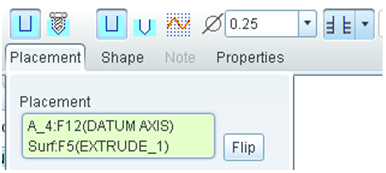 0.25
Placement Shape Note Properties
Placement
A_4:F12(DATUM AXIS)
Surf:F5(EXTRUDE_1)
Flip